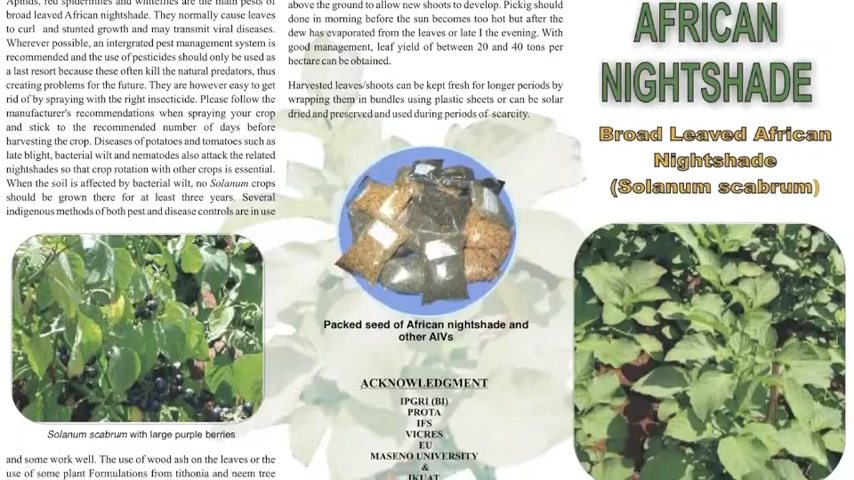 Aphids, red spidermites and whiteflies are the main pests of
broad leaved African nightshade. They normally cause leaves
to curl and stunted growth and may transmit viral diseases.
Wherever possible, an intergrated pest management system is
recommended and the use of pesticides should only be used as
a last resort because these often kill the natural predators, thus
creating problems for the future. They are however easy to get
rid of by spraying with the right insecticide. Please follow the
manufacturer's recommendations when spraying your crop
and stick to the recommended number of days before
harvesting the crop. Diseases of potatoes and tomatoes such as
late blight, bacterial wilt and nematodes also attack the related
nightshades so that crop rotation with other crops is essential.
When the soil is affected by bacterial wilt, no Solanum crops
should be grown there for at least three years. Several
indigenous methods of both pest and disease controls are in use
Solanum scabrum with large purple berries
and some work well. The use of wood ash on the leaves or the
use of some plant Formulations from tithonia and neem tree
above the ground to allow new shoots to develop. Pickig should
done in morning before the sun becomes too hot but after the
dew has evaporated from the leaves or late I the evening. With
good management, leaf yield of between 20 and 40 tons per
hectare can be obtained.
Harvested leaves/shoots can be kept fresh for longer periods by
wrapping them in bundles using plastic sheets or can be solar
dried and preserved and used during periods of scarcity.
Packed seed of African nightshade and
other AIVs
ACKNOWLEDGMENT
IPGRI (BI)
PROTA
IFS
VICRES
EU
MASENO UNIVERSITY
&
JKUAT
AFRICAN
NIGHTSHADE
Broad Leaved African
Nightshade
(Solanum scabrum)